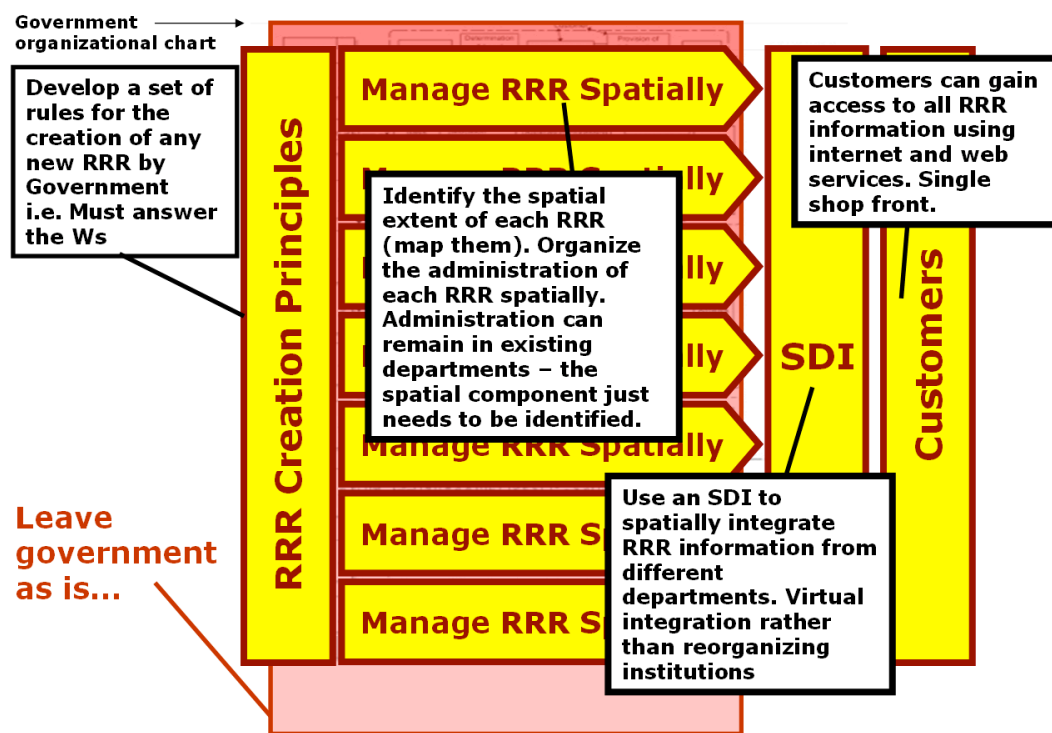 Government
organizational chart
Determination
Provision of
Develop a set of
rules for the
creation of any
new RRR by
Government
i.e. Must answer
the Ws
RRR Creation Principles
Manage RRR Spatially
Identify the spatial
extent of each RRR
(map them). Organize
the administration of
each RRR spatially.
Administration can
remain in existing
departments – the
spatial component just
needs to be identified.
Manage RRR Spatially
Manage RRR S
Manage RRR S
SDI
Use an SDI to
spatially integrate
RRR information from
different
departments. Virtual
integration rather
than reorganizing
institutions
Customers can gain
access to all RRR
information using
internet and web
services. Single
shop front.
Customers
Leave
government
as is...